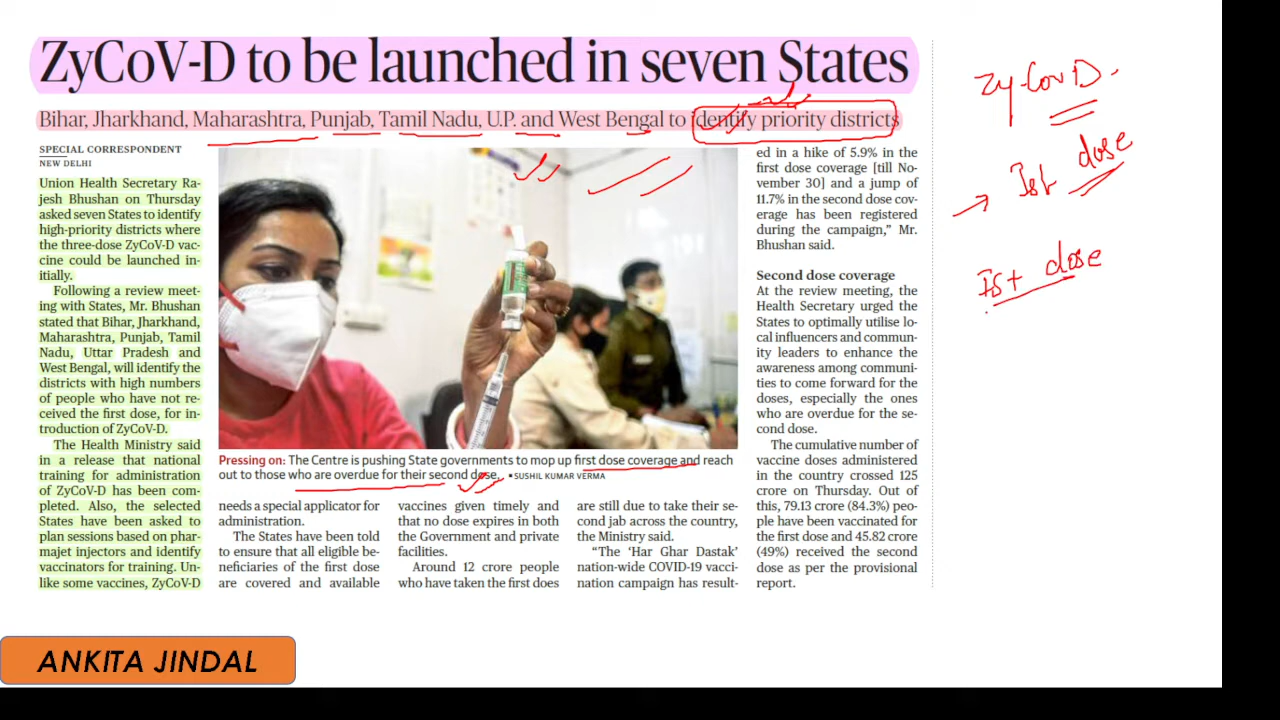 ZyCoV-D to be launched in seven States
Bihar, Jharkhand, Maharashtra, Punjab, Tamil Nadu, U.P. and West Bengal to identify priority districts
SPECIAL CORRESPONDENT
NEW DELHI
Union Health Secretary Ra-
jesh Bhushan on Thursday
asked seven States to identify
high-priority districts where
the three-dose ZyCoV-D vac-
cine could be launched in-
itially.
Following a review meet-
ing with States, Mr. Bhushan
stated that Bihar, Jharkhand,
Maharashtra, Punjab, Tamil
Nadu, Uttar Pradesh and
West Bengal, will identify the
districts with high numbers
of people who have not re-
ceived the first dose, for in-
troduction of ZyCoV-D.
The Health Ministry said
in a release that national
training for administration
of ZyCoV-D has been com-
pleted. Also, the selected
States have been asked to
plan sessions based on phar-
majet injectors and identify
vaccinators for training. Un-
like some vaccines, ZyCoV-D
Pressing on: The Centre is pushing State governments to mop up first dose coverage and reach
out to those who are overdue for their second dose. • SUSHIL KUMAR VERMA
needs a special applicator for
administration.
The States have been told
to ensure that all eligible be-
neficiaries of the first dose
are covered and available
vaccines given timely and
that no dose expires in both
the Government and private
facilities.
Around 12 crore people
who have taken the first does
are still due to take their se-
cond jab across the country,
the Ministry said.
“The ‘Har Ghar Dastak’
nation-wide COVID-19 vacci-
nation campaign has result-
ed in a hike of 5.9% in the
first dose coverage [till No-
vember 30] and a jump of
11.7% in the second dose cov-
erage has been registered
during the campaign,” Mr.
Bhushan said.
Second dose coverage
At the review meeting, the
Health Secretary urged the
States to optimally utilise lo-
cal influencers and commun-
ity leaders to enhance the
awareness among communi-
ties to come forward for the
doses, especially the ones
who are overdue for the se-
cond dose.
The cumulative number of
vaccine doses administered
in the country crossed 125
crore on Thursday. Out of
this, 79.13 crore (84.3%) peo-
ple have been vaccinated for
the first dose and 45.82 crore
(49%) received the second
dose as per the provisional
report.
Zy-CovD
→ Ist dose
Ist dose
ANKITA JINDAL